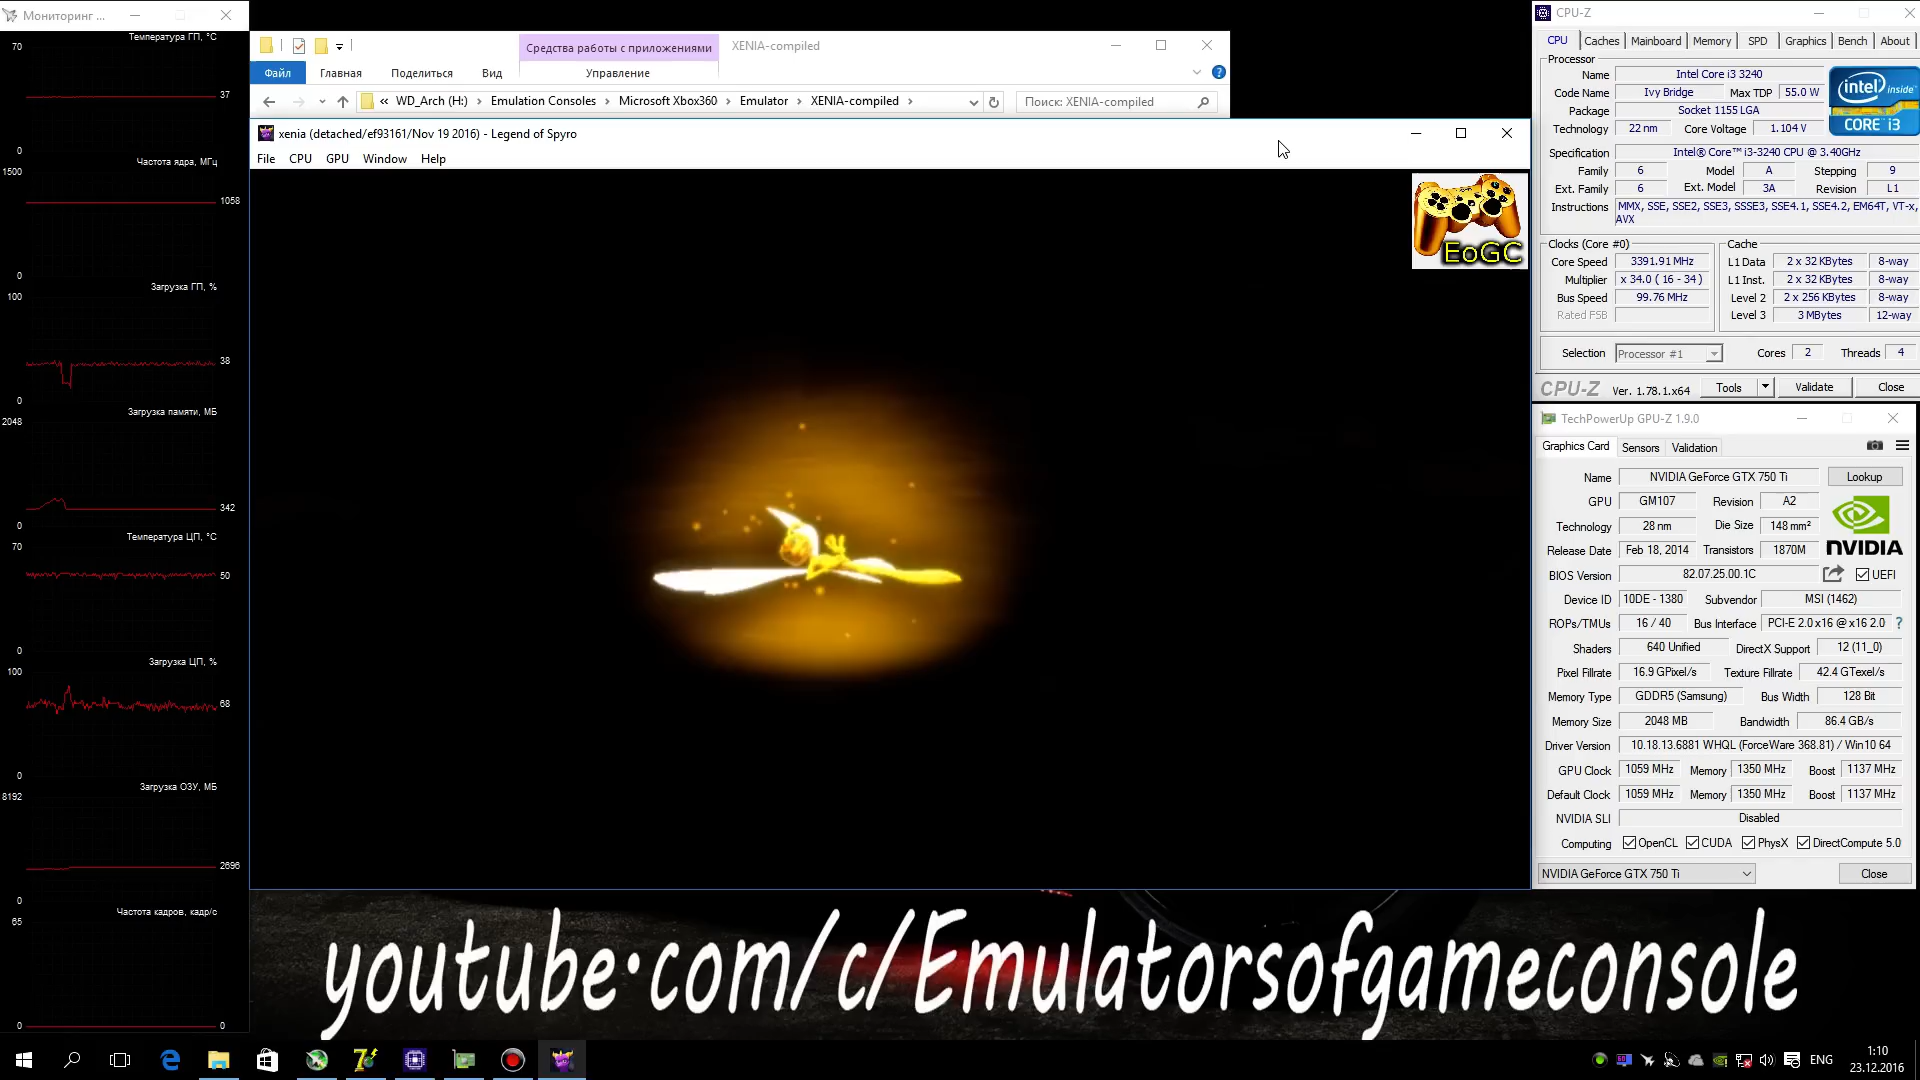 Мониторинг ...
Температура ГП, °C
70
37
0
Частота ядра, МГц
1500
1058
0
Загрузка ГП, %
100
38
0
Загрузка памяти, МБ
2048
342
0
Температура ЦП, °C
70
50
0
Загрузка ЦП, %
100
68
0
Загрузка ОЗУ, МБ
8192
2696
0
Частота кадров, кадр/с
65
0
0
Средства работы с приложениями
XENIA-compiled
Файл Главная Поделиться Вид Управление
« WD_Arch (H:) › Emulation Consoles › Microsoft Xbox360 › Emulator › XENIA-compiled ›
Поиск: XENIA-compiled
xenia (detached/ef93161/Nov 19 2016) - Legend of Spyro
File CPU GPU Window Help
EoGC
CPU-Z
CPU Caches Mainboard Memory SPD Graphics Bench About
Processor
Name Intel Core i3 3240
Code Name Ivy Bridge Max TDP 55.0 W
Package Socket 1155 LGA
Technology 22 nm Core Voltage 1.104 V
intel inside™
CORE i3
Specification Intel® Core™ i3-3240 CPU @ 3.40GHz
Family 6 Model A Stepping 9
Ext. Family 6 Ext. Model 3A Revision L1
Instructions MMX, SSE, SSE2, SSE3, SSSE3, SSE4.1, SSE4.2, EM64T, VT-x,
AVX
Clocks (Core #0)
Core Speed 3391.91 MHz
Multiplier x 34.0 ( 16 - 34 )
Bus Speed 99.76 MHz
Rated FSB
Cache
L1 Data 2 x 32 KBytes 8-way
L1 Inst. 2 x 32 KBytes 8-way
Level 2 2 x 256 KBytes 8-way
Level 3 3 MBytes 12-way
Selection Processor #1 Cores 2 Threads 4
CPU-Z Ver. 1.78.1.x64 Tools Validate Close
TechPowerUp GPU-Z 1.9.0
Graphics Card Sensors Validation
Name NVIDIA GeForce GTX 750 Ti Lookup
GPU GM107 Revision A2
Technology 28 nm Die Size 148 mm²
Release Date Feb 18, 2014 Transistors 1870M
NVIDIA
BIOS Version 82.07.25.00.1C UEFI
Device ID 10DE - 1380 Subvendor MSI (1462)
ROPs/TMUs 16 / 40 Bus Interface PCI-E 2.0 x16 @ x16 2.0 ?
Shaders 640 Unified DirectX Support 12 (11_0)
Pixel Fillrate 16.9 GPixel/s Texture Fillrate 42.4 GTexel/s
Memory Type GDDR5 (Samsung) Bus Width 128 Bit
Memory Size 2048 MB Bandwidth 86.4 GB/s
Driver Version 10.18.13.6881 WHQL (ForceWare 368.81) / Win10 64
GPU Clock 1059 MHz Memory 1350 MHz Boost 1137 MHz
Default Clock 1059 MHz Memory 1350 MHz Boost 1137 MHz
NVIDIA SLI Disabled
Computing OpenCL CUDA PhysX DirectCompute 5.0
NVIDIA GeForce GTX 750 Ti Close
youtube.com/c/Emulatorsofgameconsole
ENG
1:10
23.12.2016